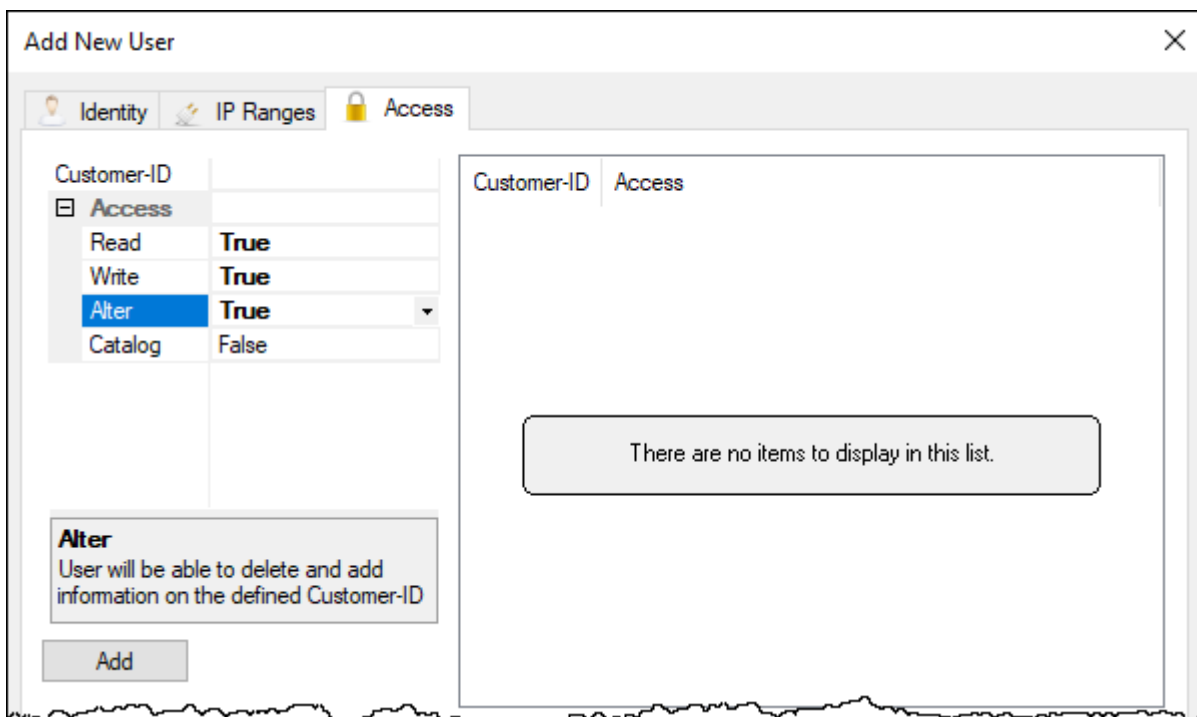 Add New User
Identity IP Ranges Access
Customer-ID
Access
Read True
Write True
Alter True
Catalog False
Alter
User will be able to delete and add
information on the defined Customer-ID
Add
Customer-ID Access
There are no items to display in this list.